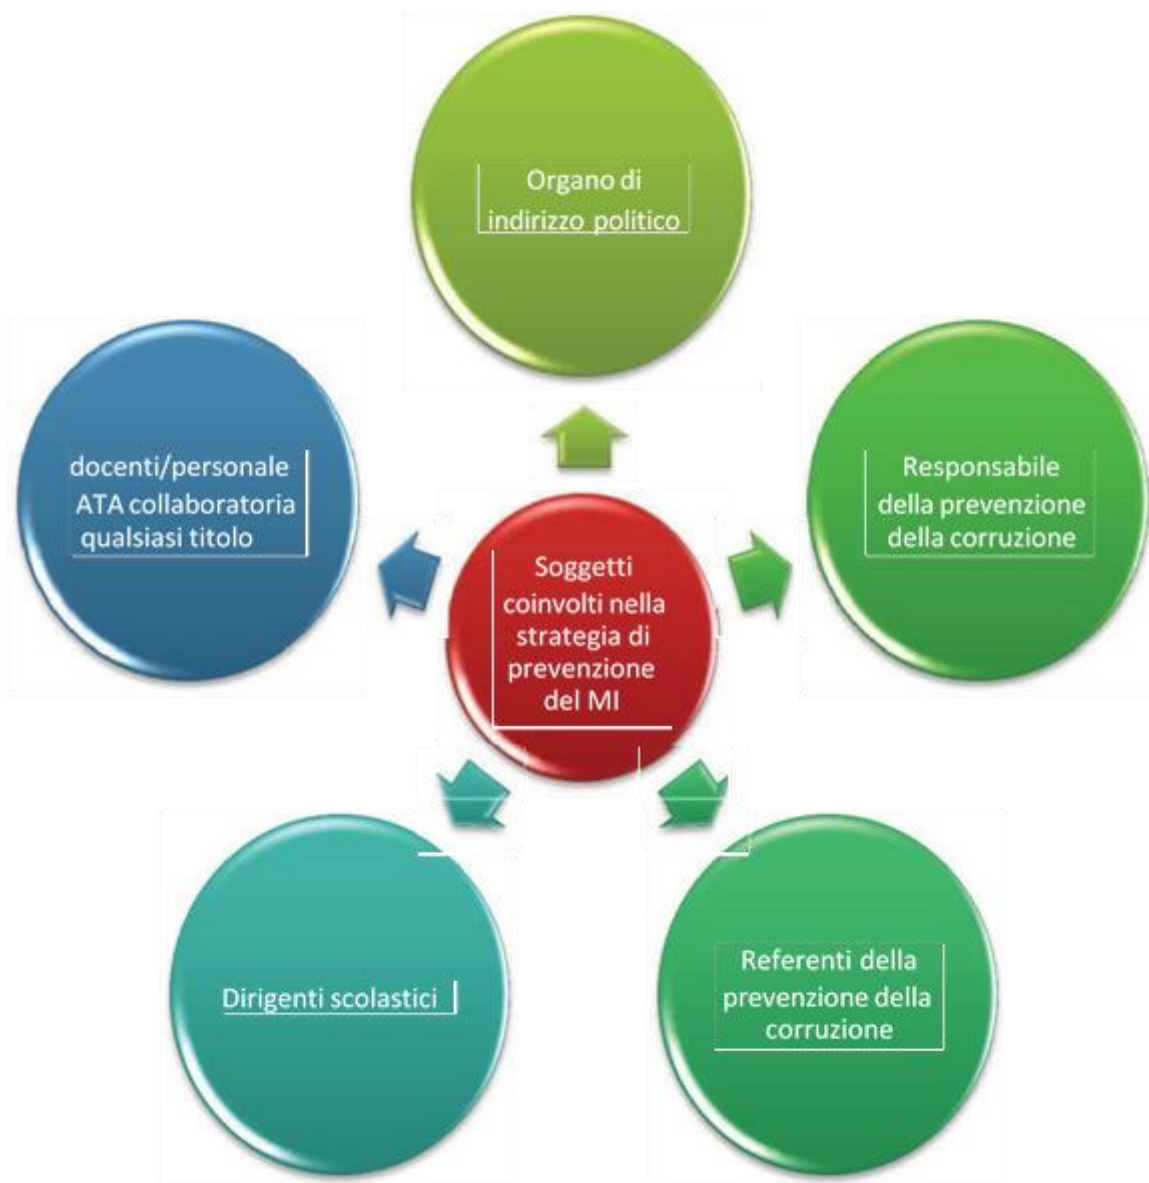 Organo di
indirizzo politico
docenti/personale
ATA collaboratoria
qualsiasi titolo
Responsabile
della prevenzione
della corruzione
Soggetti
coinvolti nella
strategia di
prevenzione
del MI
Dirigenti scolastici
Referenti della
prevenzione della
corruzione